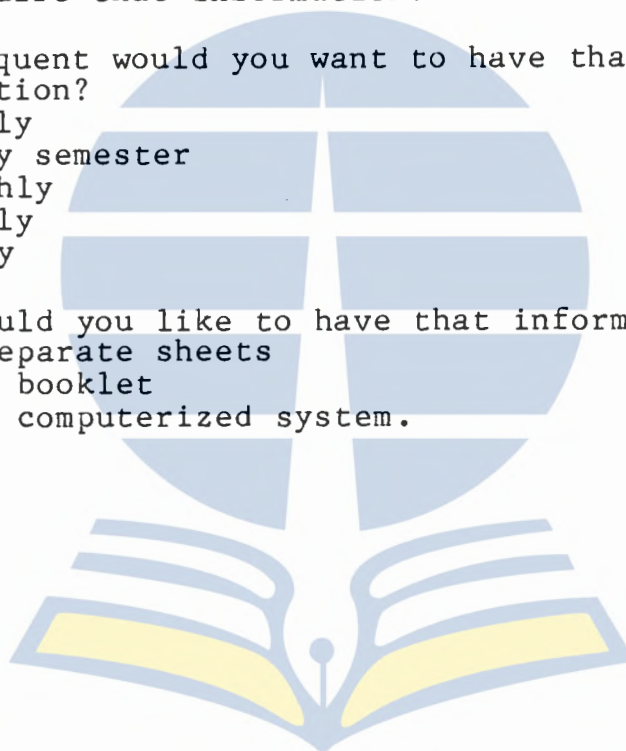 quent would you want to have tha
tion?
ly
y semester
hly
ly
y
uld you like to have that inform
eparate sheets
booklet
computerized system.